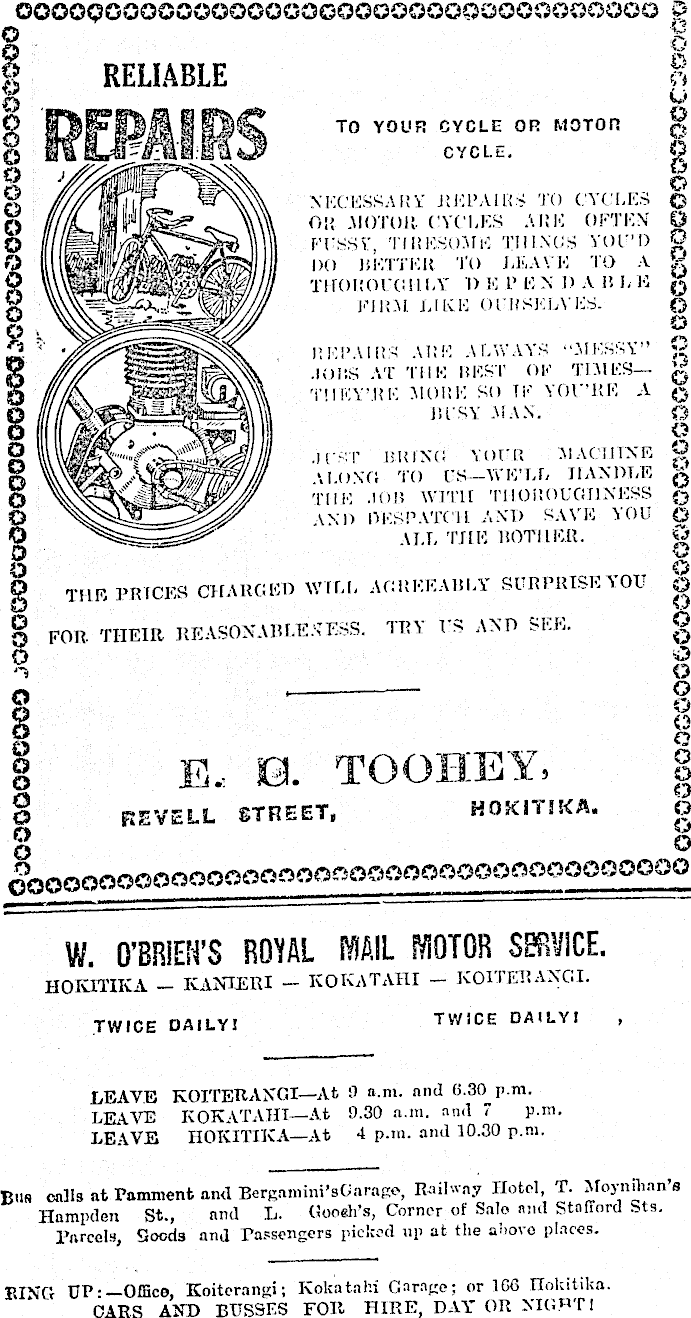 RELIABLE
REPAIRS
TO YOUR CYCLE OR MOTOR
CYCLE.
NECESSARY REPAIRS TO CYCLES
OR MOTOR CYCLES ARE OFTEN
FUSSY, TIRESOME THINGS YOU'D
DO BETTER TO LEAVE TO A
THOROUGHLY DEPENDABLE
FIRM LIKE OURSELVES.
REPAIRS ARE ALWAYS "MESSY"
JOBS AT THE BEST OF TIMES—
THEY'RE MORE SO IF YOU'RE A
BUSY MAN.
JUST BRING YOUR MACHINE
ALONG TO US—WE'LL HANDLE
THE JOB WITH THOROUGHNESS
AND DESPATCH AND SAVE YOU
ALL THE BOTHER.
THE PRICES CHARGED WILL AGREEABLY SURPRISE YOU
FOR THEIR REASONABLENESS. TRY US AND SEE.
E. C. TOOHEY,
REVELL STREET, HOKITIKA.
W. O'BRIEN'S ROYAL MAIL MOTOR SERVICE.
HOKITIKA — KANIERI — KOKATAHI — KOITERANGI.
TWICE DAILY! TWICE DAILY! ,
LEAVE KOITERANGI—At 9 a.m. and 6.30 p.m.
LEAVE KOKATAHI—At 9.30 a.m. and 7 p.m.
LEAVE HOKITIKA—At 4 p.m. and 10.30 p.m.
Bus calls at Pamment and Bergamini'sGarage, Railway Hotel, T. Moynihan's
Hampden St., and L. Gooch's, Corner of Sale and Stafford Sts.
Parcels, Goods and Passengers picked up at the above places.
RING UP:—Office, Koiterangi; Kokatahi Garage; or 166 Hokitika.
CARS AND BUSSES FOR HIRE, DAY OR NIGHT!